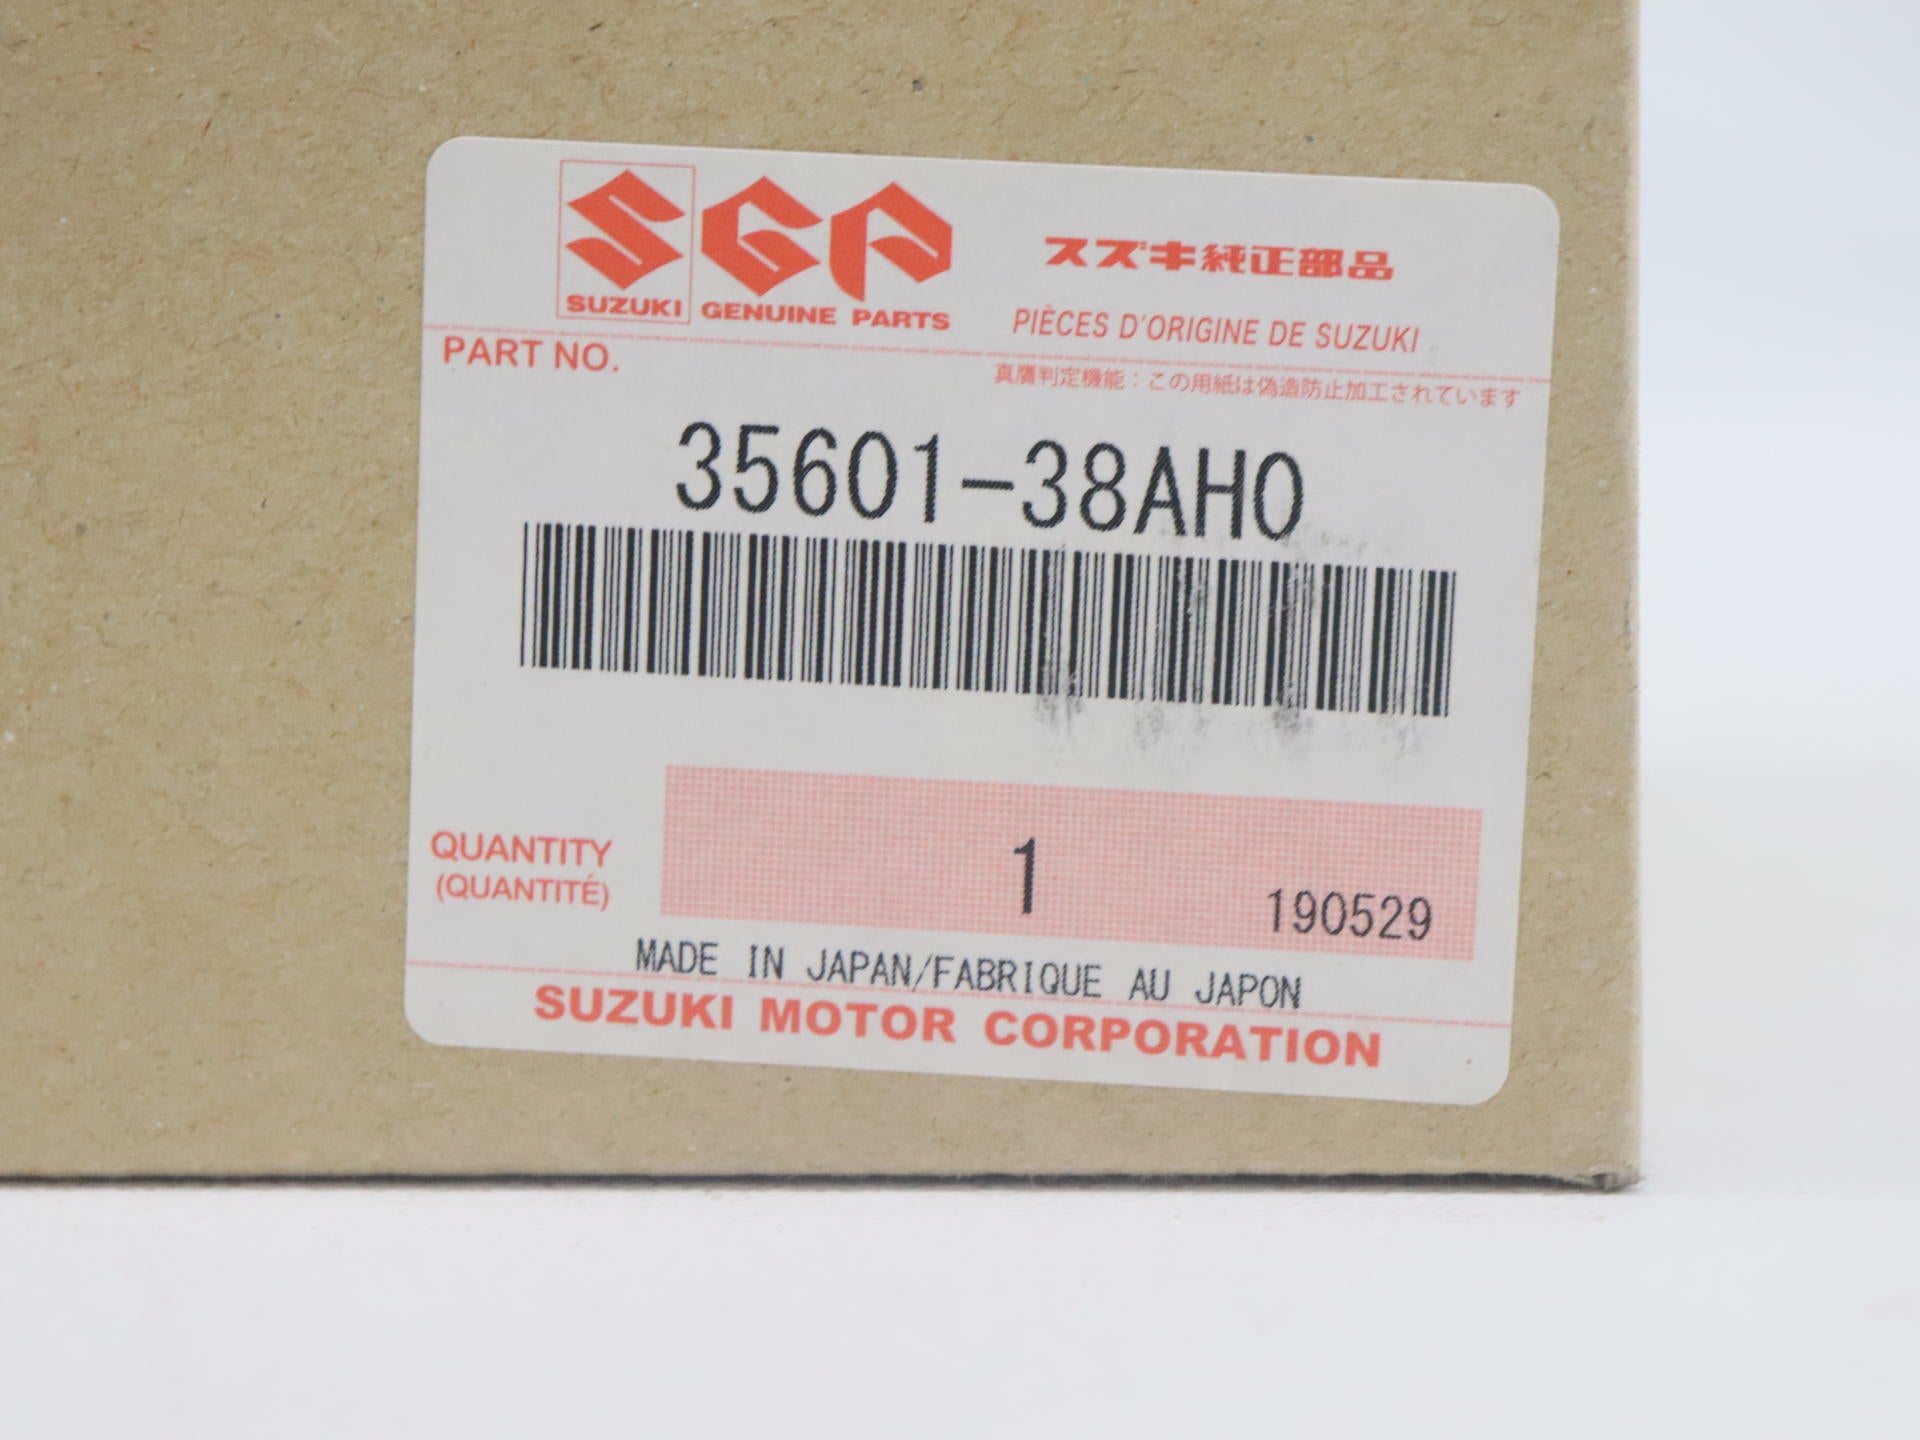 SGP
スズキ純正部品
SUZUKI GENUINE PARTS
PIÈCES D'ORIGINE DE SUZUKI
PART NO.
真贋判定機能：この用紙は偽造防止加工されています
35601-38AH0
QUANTITY
(QUANTITÉ)
1
190529
MADE IN JAPAN/FABRIQUE AU JAPON
SUZUKI MOTOR CORPORATION